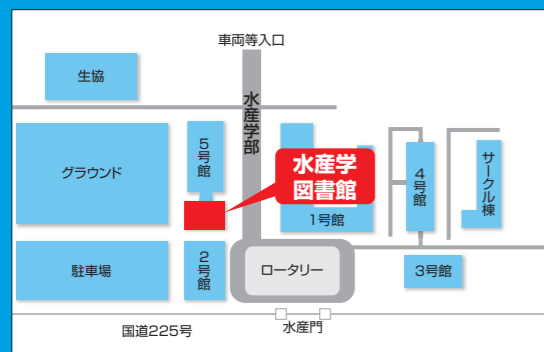 車両等入口
生協
水産学部
5号館
グラウンド
水産学
図書館
1号館
4号館
サークル棟
駐車場
2号館
ロータリー
3号館
国道225号
水産門